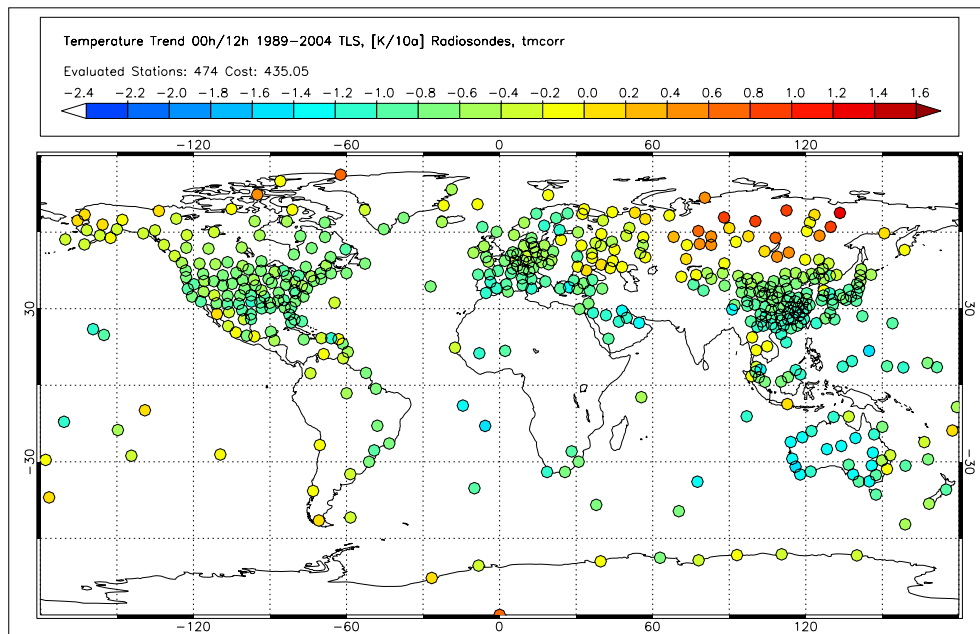 Temperature Trend 00h/12h 1989-2004 TLS, [K/10a] Radiosondes, tmcorr
Evaluated Stations: 474 Cost: 435.05
-2.4 -2.2 -2.0 -1.8 -1.6 -1.4 -1.2 -1.0 -0.8 -0.6 -0.4 -0.2 0.0 0.2 0.4 0.6 0.8 1.0 1.2 1.4 1.6
-120 -60 0 60 120
30 30
-30 -30
-120 -60 0 60 120